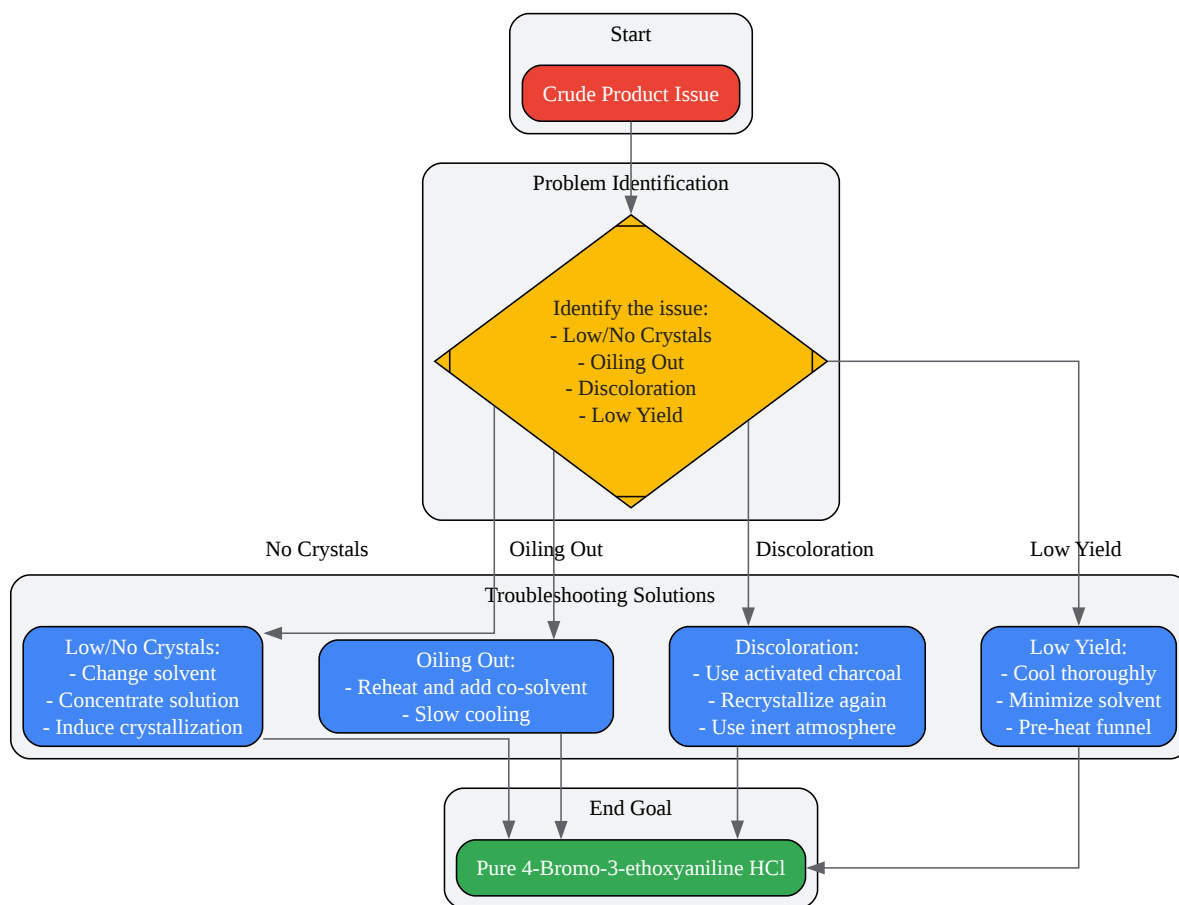 Start
Crude Product Issue
Problem Identification
Identify the issue:
- Low/No Crystals
- Oiling Out
- Discoloration
- Low Yield
No Crystals
Oiling Out
Discoloration
Low Yield
Troubleshooting Solutions
Low/No Crystals:
- Change solvent
- Concentrate solution
- Induce crystallization
Oiling Out:
- Reheat and add co-solvent
- Slow cooling
Discoloration:
- Use activated charcoal
- Recrystallize again
- Use inert atmosphere
Low Yield:
- Cool thoroughly
- Minimize solvent
- Pre-heat funnel
End Goal
Pure 4-Bromo-3-ethoxyaniline HCl